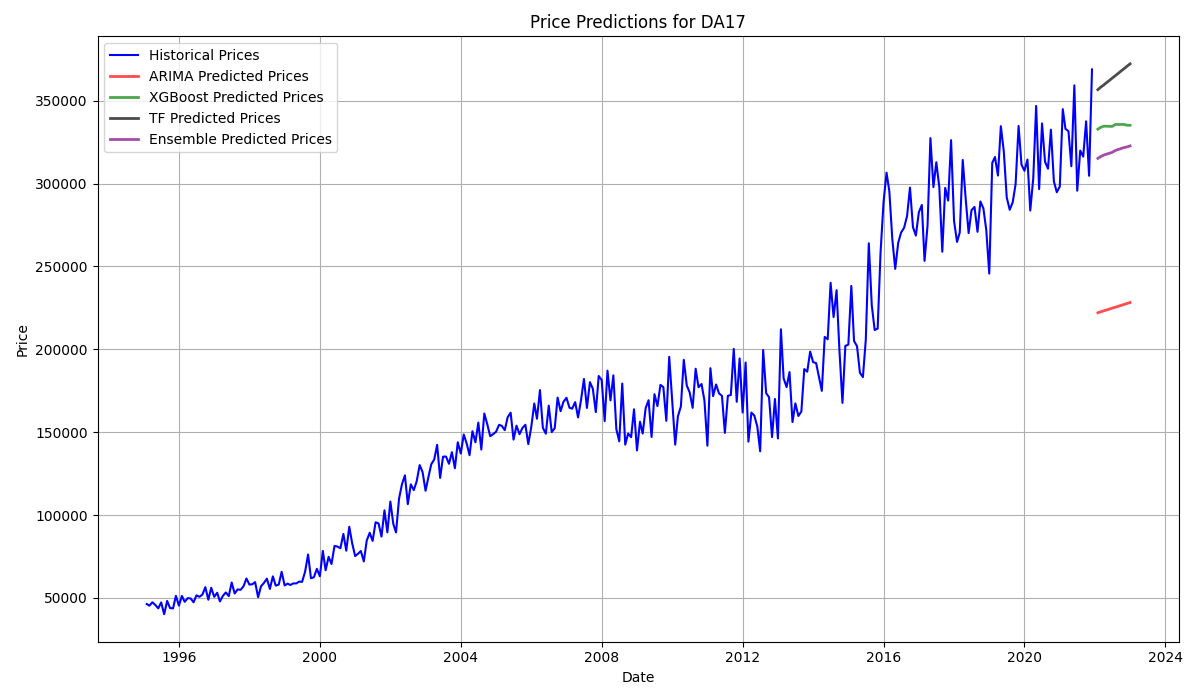 Price Predictions for DA17
Historical Prices
ARIMA Predicted Prices
XGBoost Predicted Prices
TF Predicted Prices
Ensemble Predicted Prices
Price
350000
300000
250000
200000
150000
100000
50000
1996 2000 2004 2008 2012 2016 2020 2024
Date